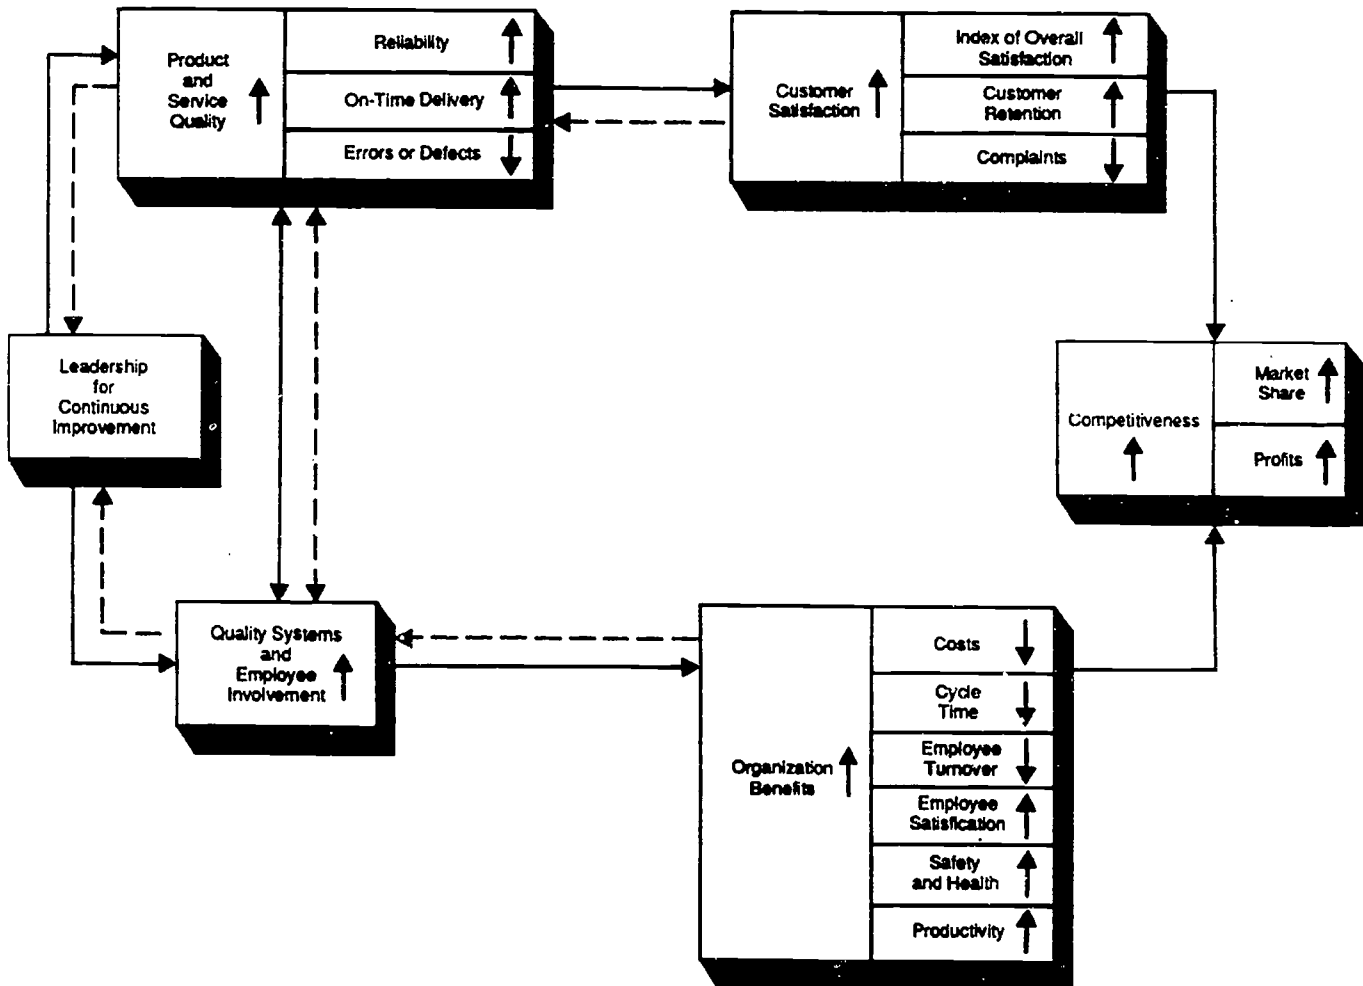 Product
and
Service
Quality
Reliability
On-Time Delivery
Errors or Defects
Customer
Satisfaction
Index of Overall
Satisfaction
Customer
Retention
Complaints
Leadership
for
Continuous
Improvement
Competitiveness
Market
Share
Profits
Quality Systems
and
Employee
Involvement
Organization
Benefits
Costs
Cycle
Time
Employee
Turnover
Employee
Satisfication
Safety
and Health
Productivity